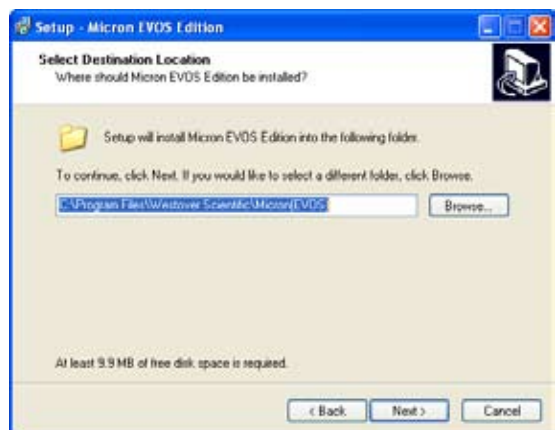 Setup - Micron EVOS Edition
Select Destination Location
Where should Micron EVOS Edition be installed?
Setup will install Micron EVOS Edition into the following folder.
To continue, click Next. If you would like to select a different folder, click Browse.
C:\Program Files\Westover Scientific\Micron(EVOS)
Browse...
At least 9.9 MB of free disk space is required.
< Back
Next >
Cancel